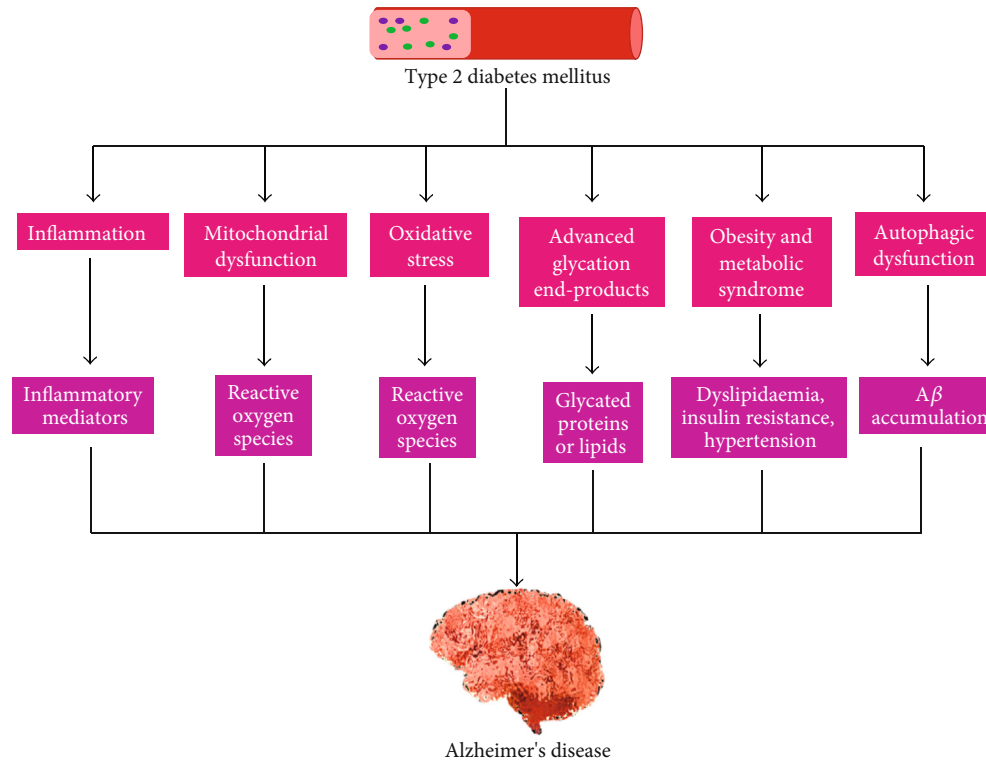 Type 2 diabetes mellitus
Inflammation
Mitochondrial
dysfunction
Oxidative
stress
Advanced
glycation
end-products
Obesity and
metabolic
syndrome
Autophagic
dysfunction
Inflammatory
mediators
Reactive
oxygen
species
Reactive
oxygen
species
Glycated
proteins
or lipids
Dyslipidaemia,
insulin resistance,
hypertension
Aβ
accumulation
Alzheimer's disease